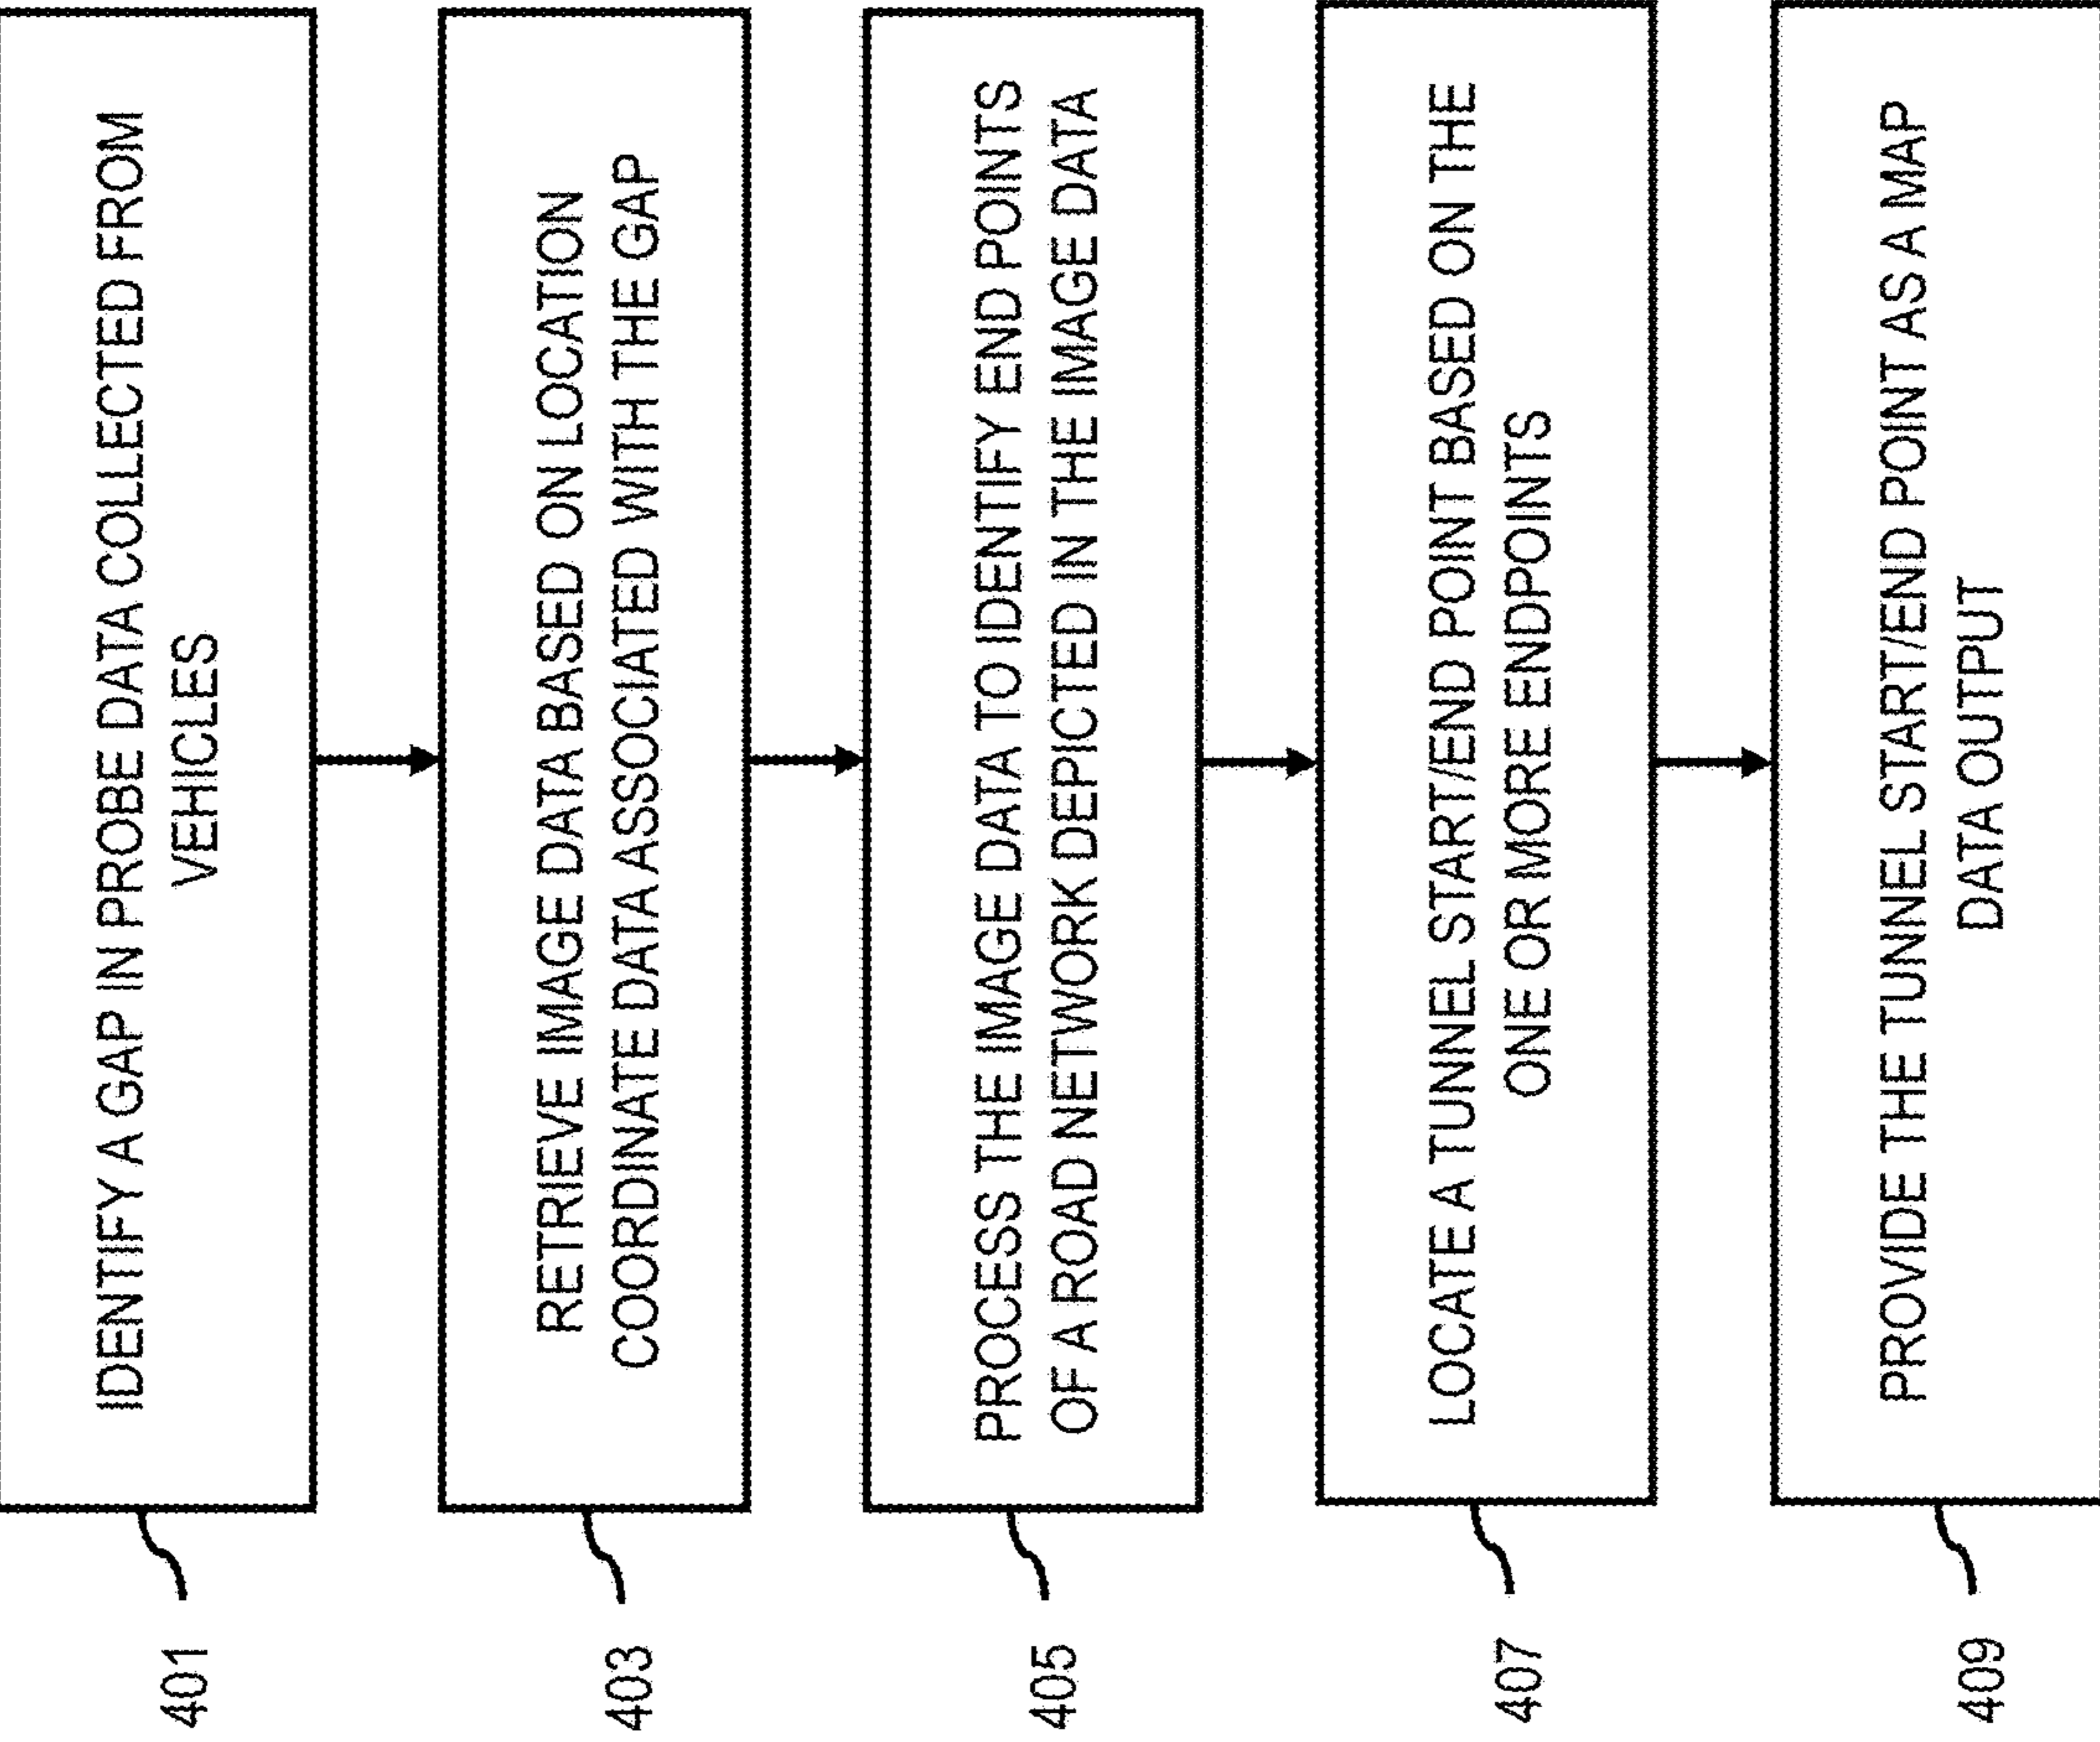 401
IDENTIFY A GAP IN PROBE DATA COLLECTED FROM
VEHICLES
403
RETRIEVE IMAGE DATA BASED ON LOCATION
COORDINATE DATA ASSOCIATED WITH THE GAP
405
PROCESS THE IMAGE DATA TO IDENTIFY END POINTS
OF A ROAD NETWORK DEPICTED IN THE IMAGE DATA
407
LOCATE A TUNNEL START/END POINT BASED ON THE
ONE OR MORE ENDPOINTS
409
PROVIDE THE TUNNEL START/END POINT AS A MAP
DATA OUTPUT